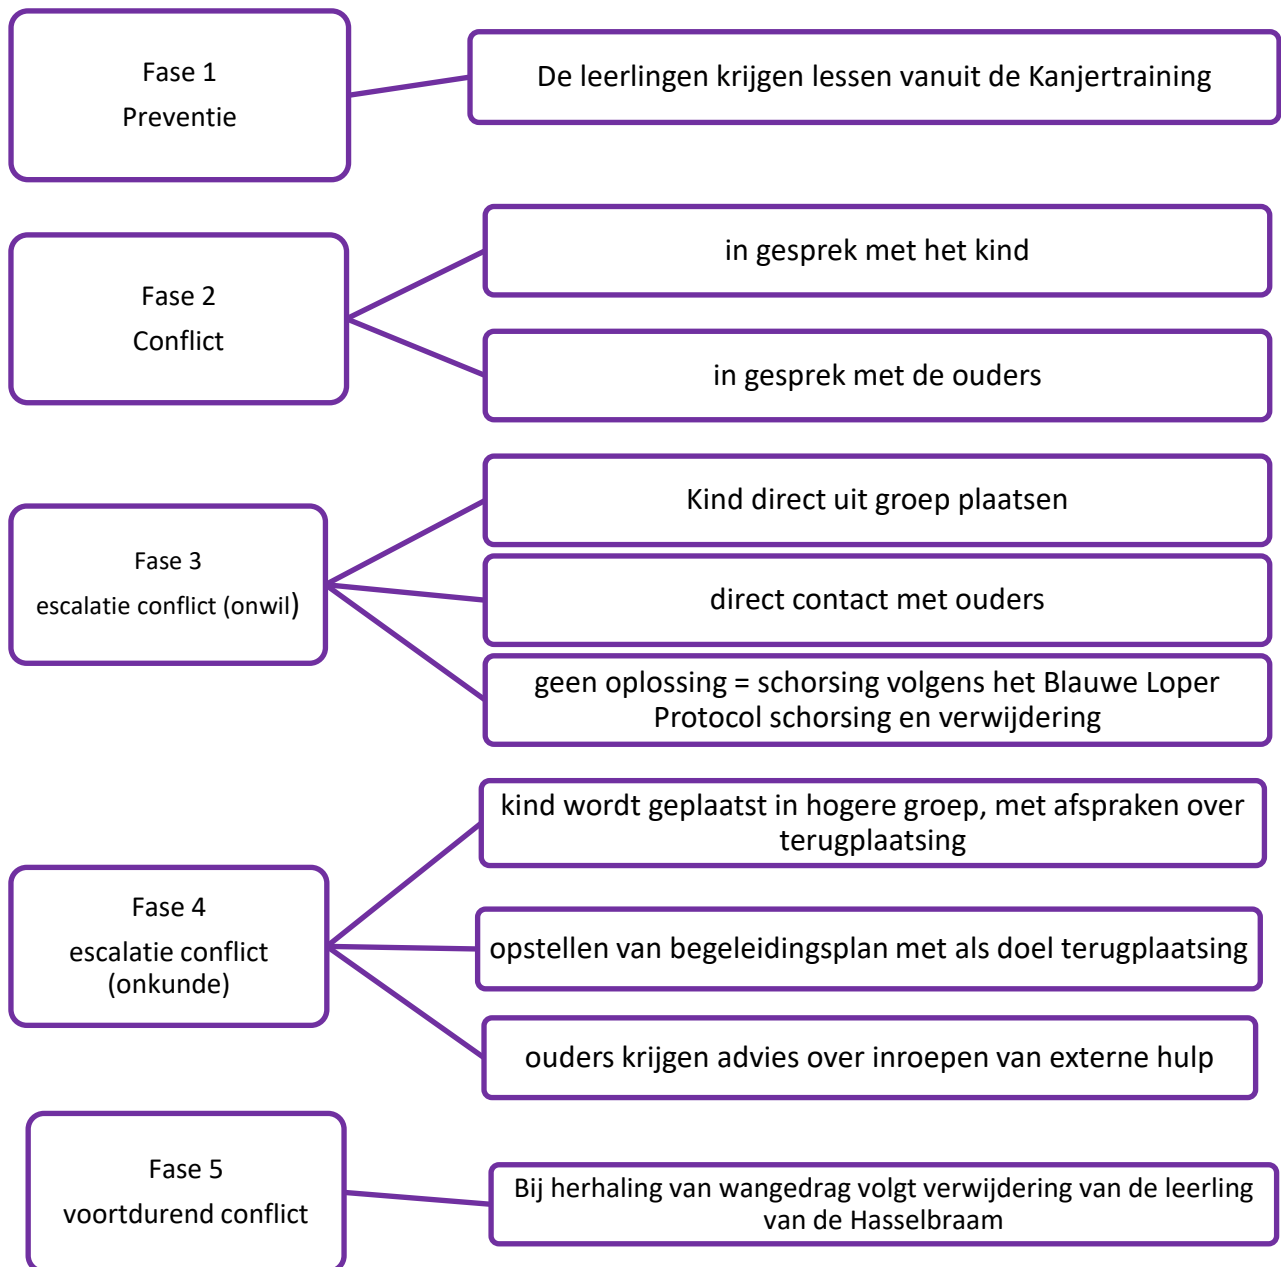 Fase 1
Preventie
De leerlingen krijgen lessen vanuit de Kanjertraining
Fase 2
Conflict
in gesprek met het kind
in gesprek met de ouders
Fase 3
escalatie conflict (onwil)
Kind direct uit groep plaatsen
direct contact met ouders
geen oplossing = schorsing volgens het Blauwe Loper
Protocol schorsing en verwijdering
Fase 4
escalatie conflict
(onkunde)
kind wordt geplaatst in hogere groep, met afspraken over
terugplaatsing
opstellen van begeleidingsplan met als doel terugplaatsing
ouders krijgen advies over inroepen van externe hulp
Fase 5
voortdurend conflict
Bij herhaling van wangedrag volgt verwijdering van de leerling
van de Hasselbraam